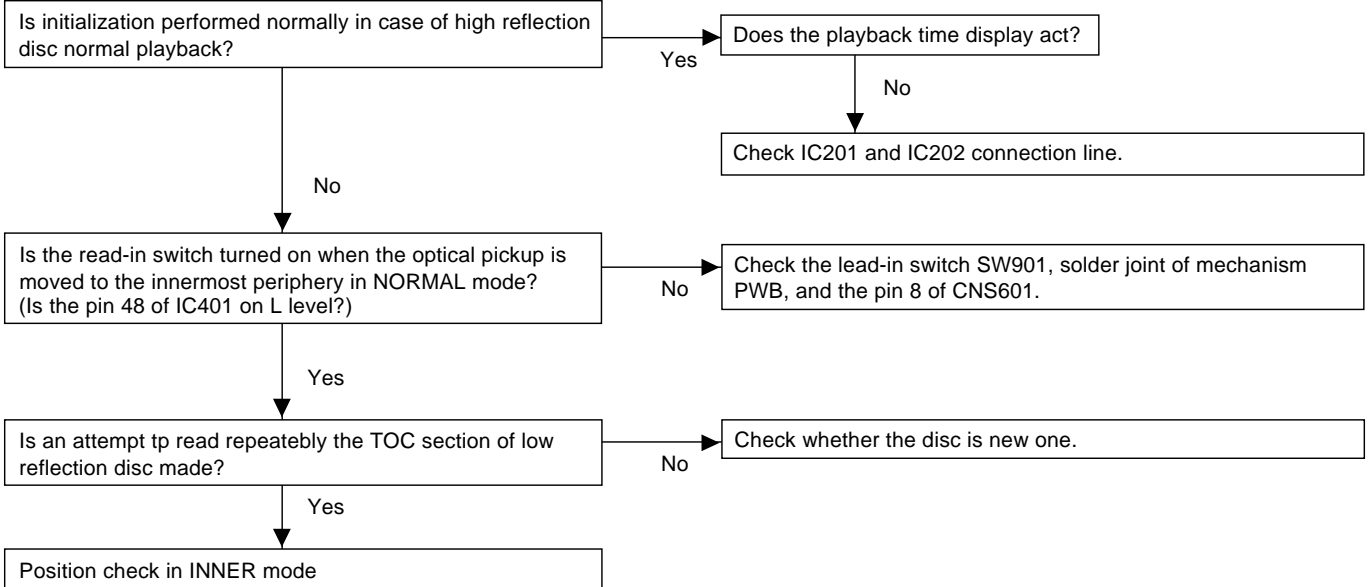 Is initialization performed normally in case of high reflection
disc normal playback?
Yes
Does the playback time display act?
No
Check IC201 and IC202 connection line.
No
Is the read-in switch turned on when the optical pickup is
moved to the innermost periphery in NORMAL mode?
(Is the pin 48 of IC401 on L level?)
No
Check the lead-in switch SW901, solder joint of mechanism
PWB, and the pin 8 of CNS601.
Yes
Is an attempt tp read repeatebly the TOC section of low
reflection disc made?
No
Check whether the disc is new one.
Yes
Position check in INNER mode